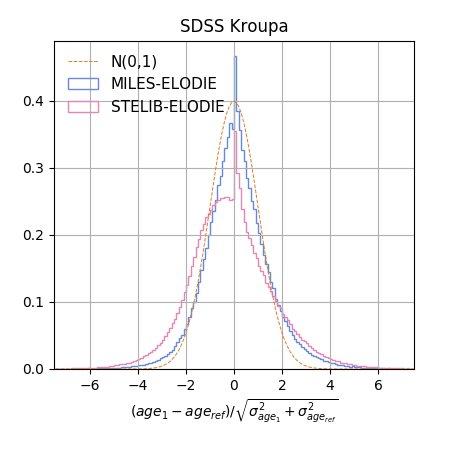 SDSS Kroupa
N(0,1)
MILES-ELODIE
STELIB-ELODIE
0.4
0.3
0.2
0.1
0.0
−6 −4 −2 0 2 4 6
(age₁ − age_ref)/√σ²_age₁ + σ²_age_ref